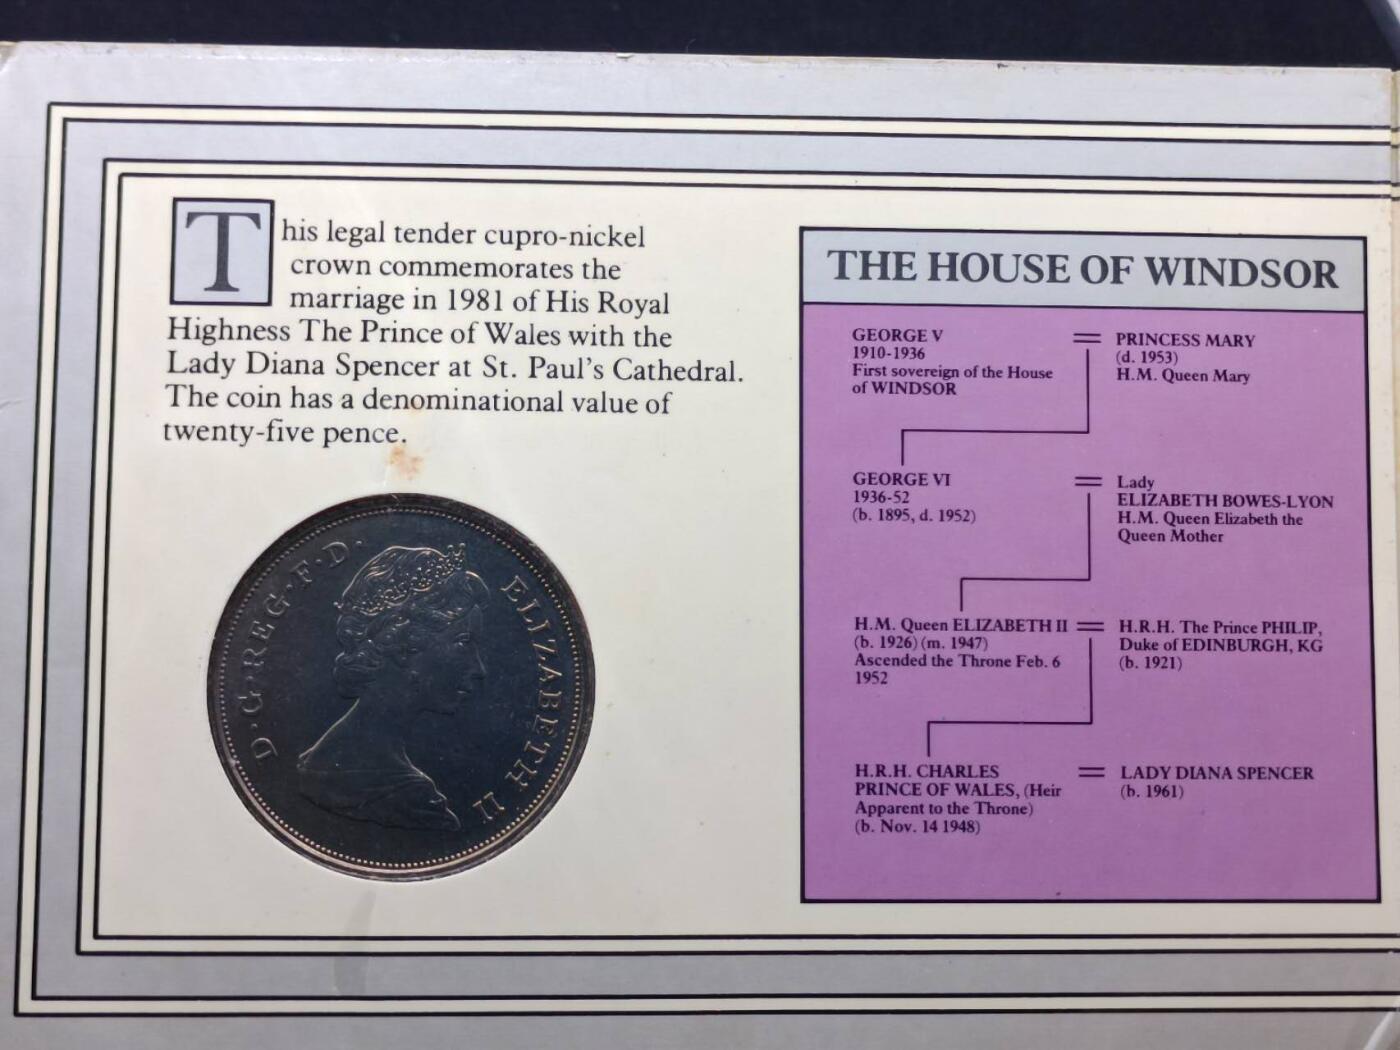 This legal tender cupro-nickel
crown commemorates the
marriage in 1981 of His Royal
Highness The Prince of Wales with the
Lady Diana Spencer at St. Paul's Cathedral.
The coin has a denominational value of
twenty-five pence.
D·G·REG·F·D· ELIZABETH II
THE HOUSE OF WINDSOR
GEORGE V
1910-1936
First sovereign of the House
of WINDSOR
=
PRINCESS MARY
(d. 1953)
H.M. Queen Mary
GEORGE VI
1936-52
(b. 1895, d. 1952)
=
Lady
ELIZABETH BOWES-LYON
H.M. Queen Elizabeth the
Queen Mother
H.M. Queen ELIZABETH II
(b. 1926) (m. 1947)
Ascended the Throne Feb. 6
1952
=
H.R.H. The Prince PHILIP,
Duke of EDINBURGH, KG
(b. 1921)
H.R.H. CHARLES
PRINCE OF WALES, (Heir
Apparent to the Throne)
(b. Nov. 14 1948)
=
LADY DIANA SPENCER
(b. 1961)